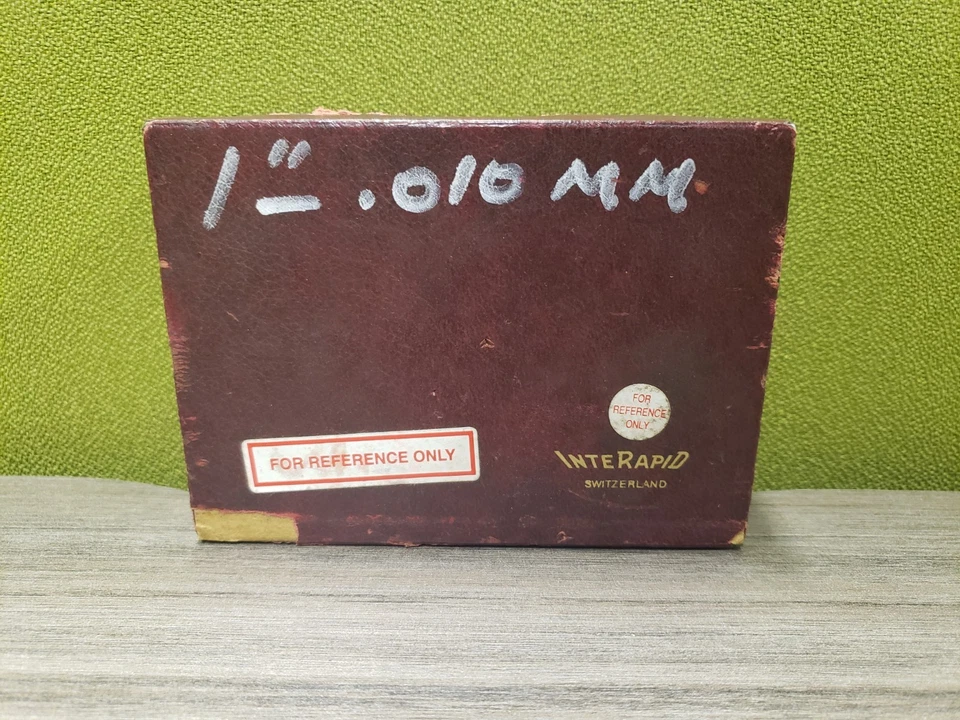 1" - .010 MM
FOR
REFERENCE
ONLY
FOR REFERENCE ONLY
INTERAPID
SWITZERLAND